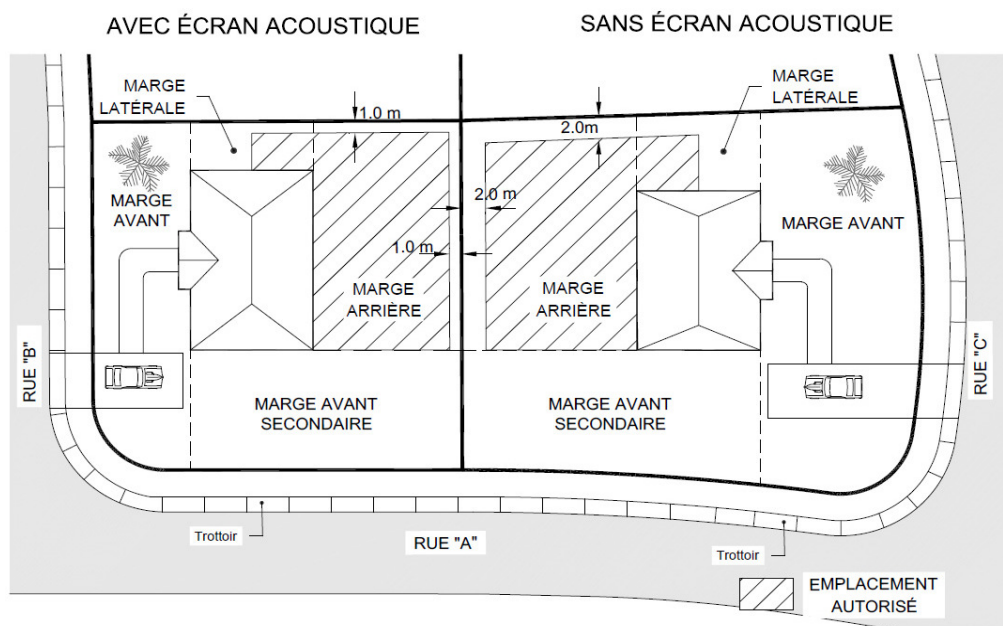 AVEC ÉCRAN ACOUSTIQUE
SANS ÉCRAN ACOUSTIQUE
MARGE
LATÉRALE
1.0 m
2.0m
MARGE
LATÉRALE
MARGE
AVANT
2.0 m
1.0 m
MARGE AVANT
MARGE
ARRIÈRE
MARGE
ARRIÈRE
RUE "B"
RUE "C"
MARGE AVANT
SECONDAIRE
MARGE AVANT
SECONDAIRE
Trottoir
RUE "A"
Trottoir
EMPLACEMENT
AUTORISÉ